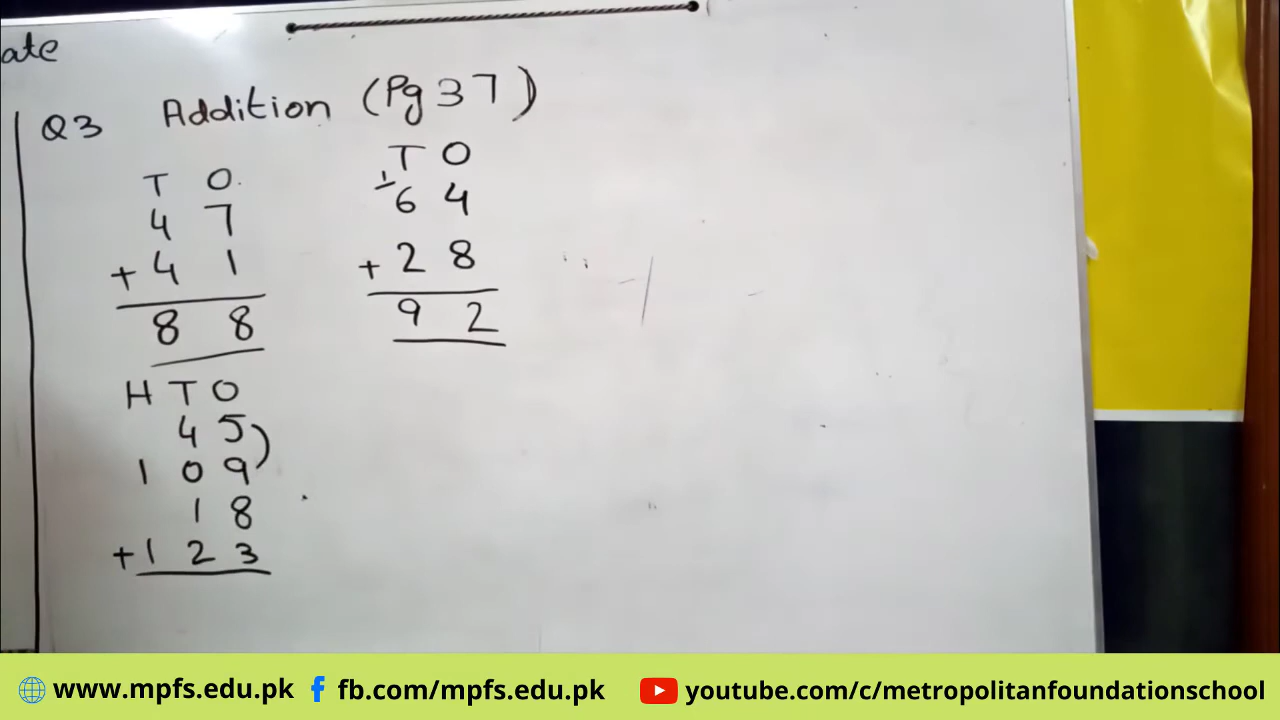 ate
Q3 Addition (Pg 37)
T O
4 7
+ 4 1
8 8
T O
1
6 4
+ 2 8
9 2
H T O
4 5)
1 0 9
1 8
+ 1 2 3
www.mpfs.edu.pk fb.com/mpfs.edu.pk youtube.com/c/metropolitanfoundationschool